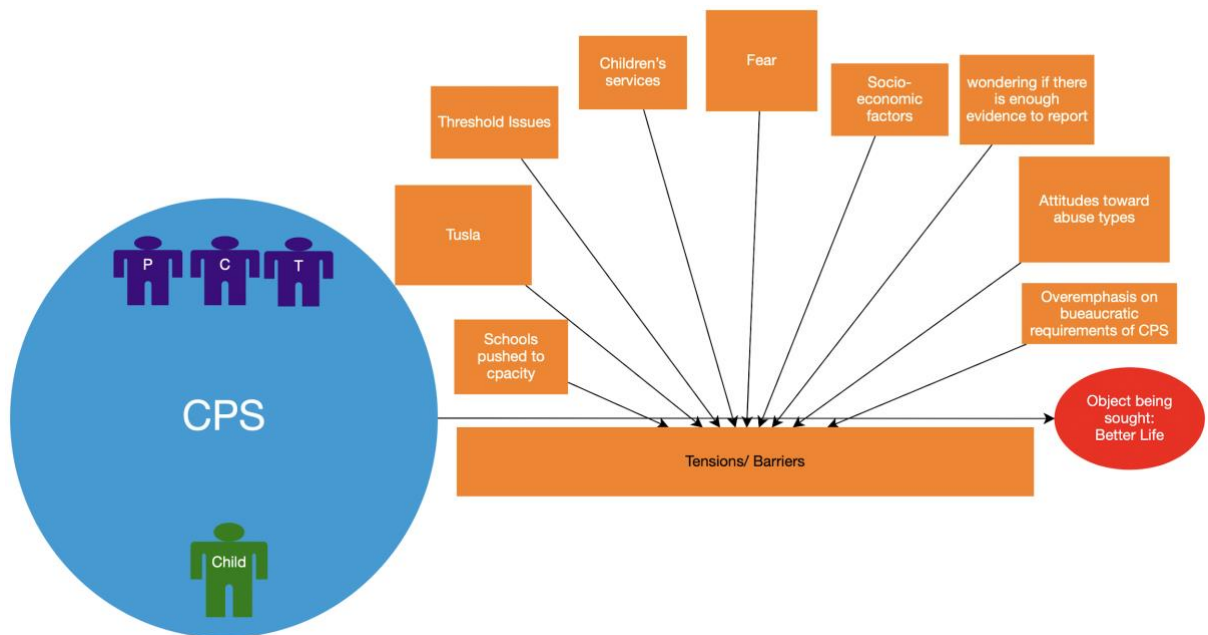 Fear
Children's
services
Socio-
economic
factors
wondering if there
is enough
evidence to report
Threshold Issues
Attitudes toward
abuse types
Tusla
P
C
T
Overemphasis on
bueaucratic
requirements of CPS
Schools
pushed to
cpacity
CPS
Object being
sought:
Better Life
Tensions/ Barriers
Child